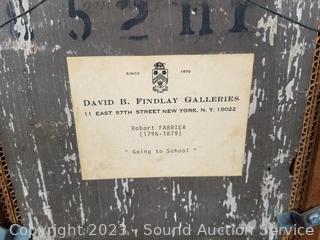 52HI
SINCE 1870
DAVID B. FINDLAY GALLERIES
11 EAST 57TH STREET NEW YORK, N. Y. 10022
Robert FARRIER
(1796-1879)
" Going to School "
Copyright 2023 - Sound Auction Service